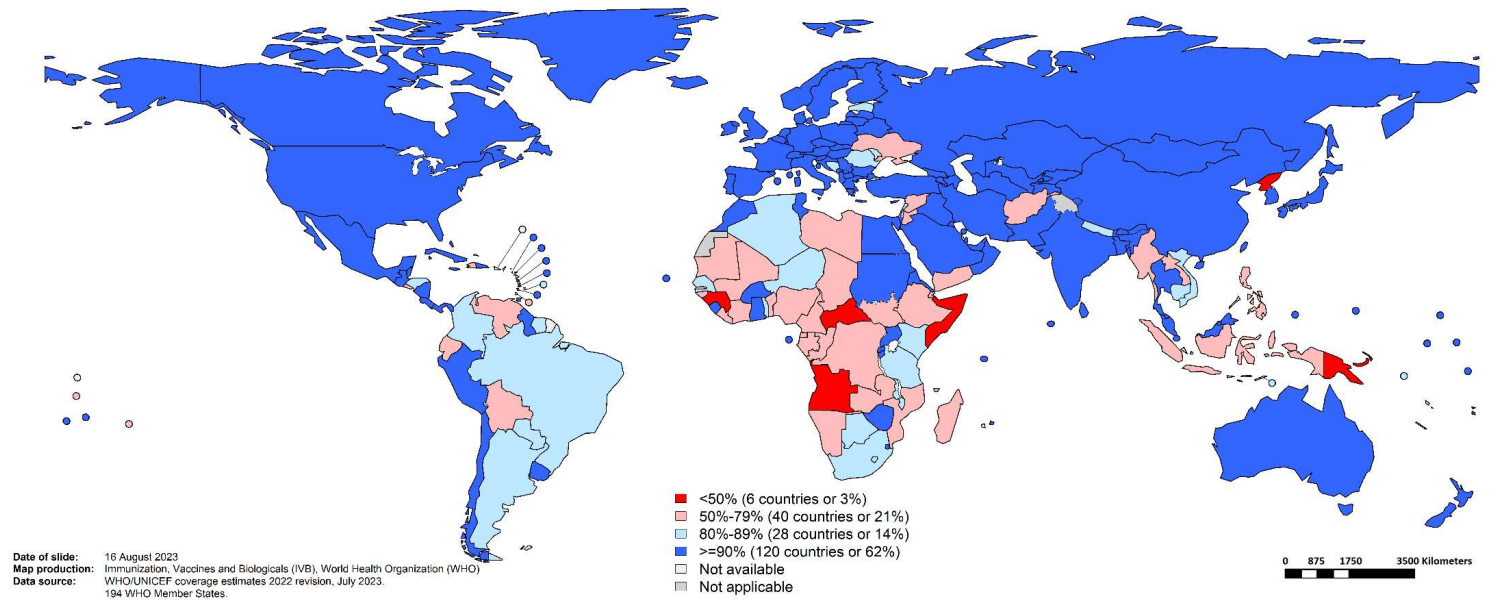 <50% (6 countries or 3%)
50%-79% (40 countries or 21%)
80%-89% (28 countries or 14%)
>=90% (120 countries or 62%)
Not available
Not applicable
Date of slide: 16 August 2023
Map production: Immunization, Vaccines and Biologicals (IVB), World Health Organization (WHO)
Data source: WHO/UNICEF coverage estimates 2022 revision, July 2023.
194 WHO Member States.
0 875 1750 3500 Kilometers